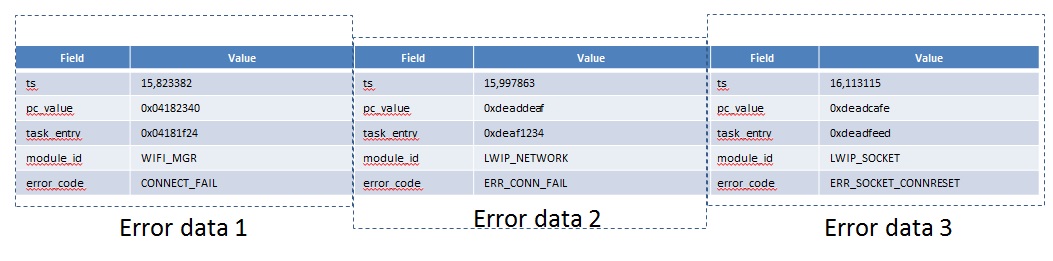 Field Value Field Value Field Value
ts 15,823382 ts 15,997863 ts 16,113115
pc_value 0x04182340 pc_value 0xdeaddeaf pc_value 0xdeadcafe
task_entry 0x04181f24 task_entry 0xdeaf1234 task_entry 0xdeadfeed
module_id WIFI_MGR module_id LWIP_NETWORK module_id LWIP_SOCKET
error_code CONNECT_FAIL error_code ERR_CONN_FAIL error_code ERR_SOCKET_CONNRESET
Error data 1 Error data 2 Error data 3